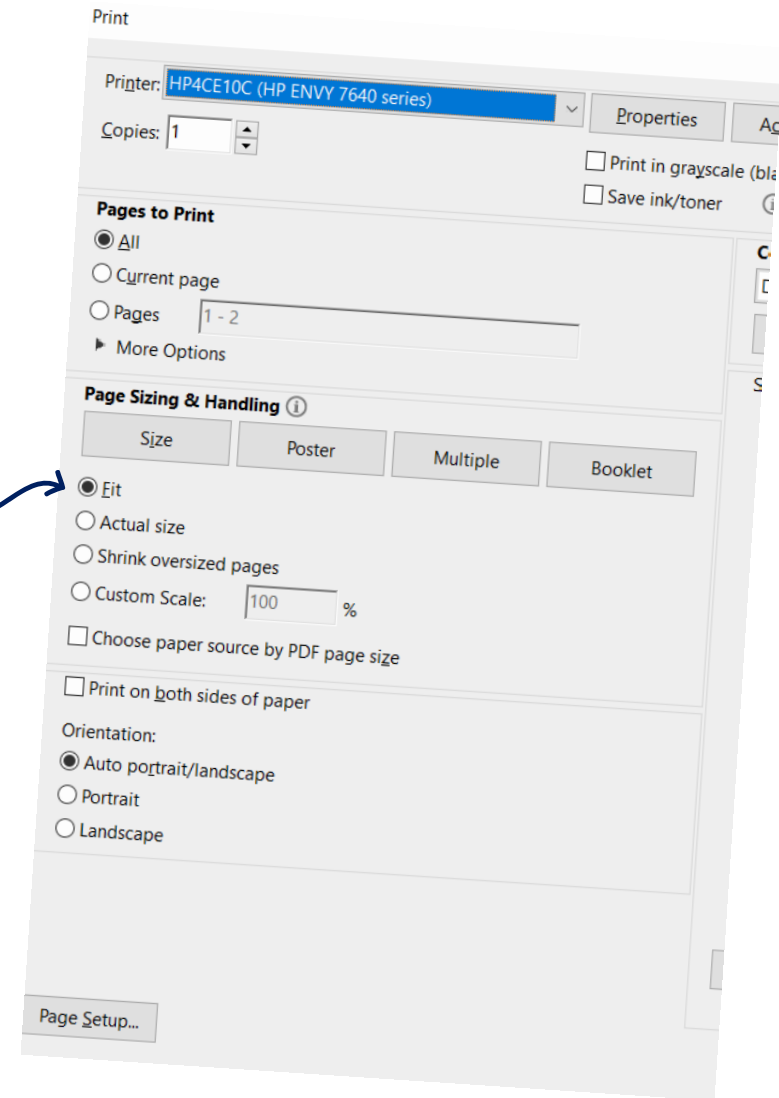 Print
Printer: HP4CE10C (HP ENVY 7640 series) Properties
Copies: 1
Print in grayscale
Save ink/toner
Pages to Print
All
Current page
Pages 1 - 2
More Options
Page Sizing & Handling
Size Poster Multiple Booklet
Fit
Actual size
Shrink oversized pages
Custom Scale: 100 %
Choose paper source by PDF page size
Print on both sides of paper
Orientation:
Auto portrait/landscape
Portrait
Landscape
Page Setup...